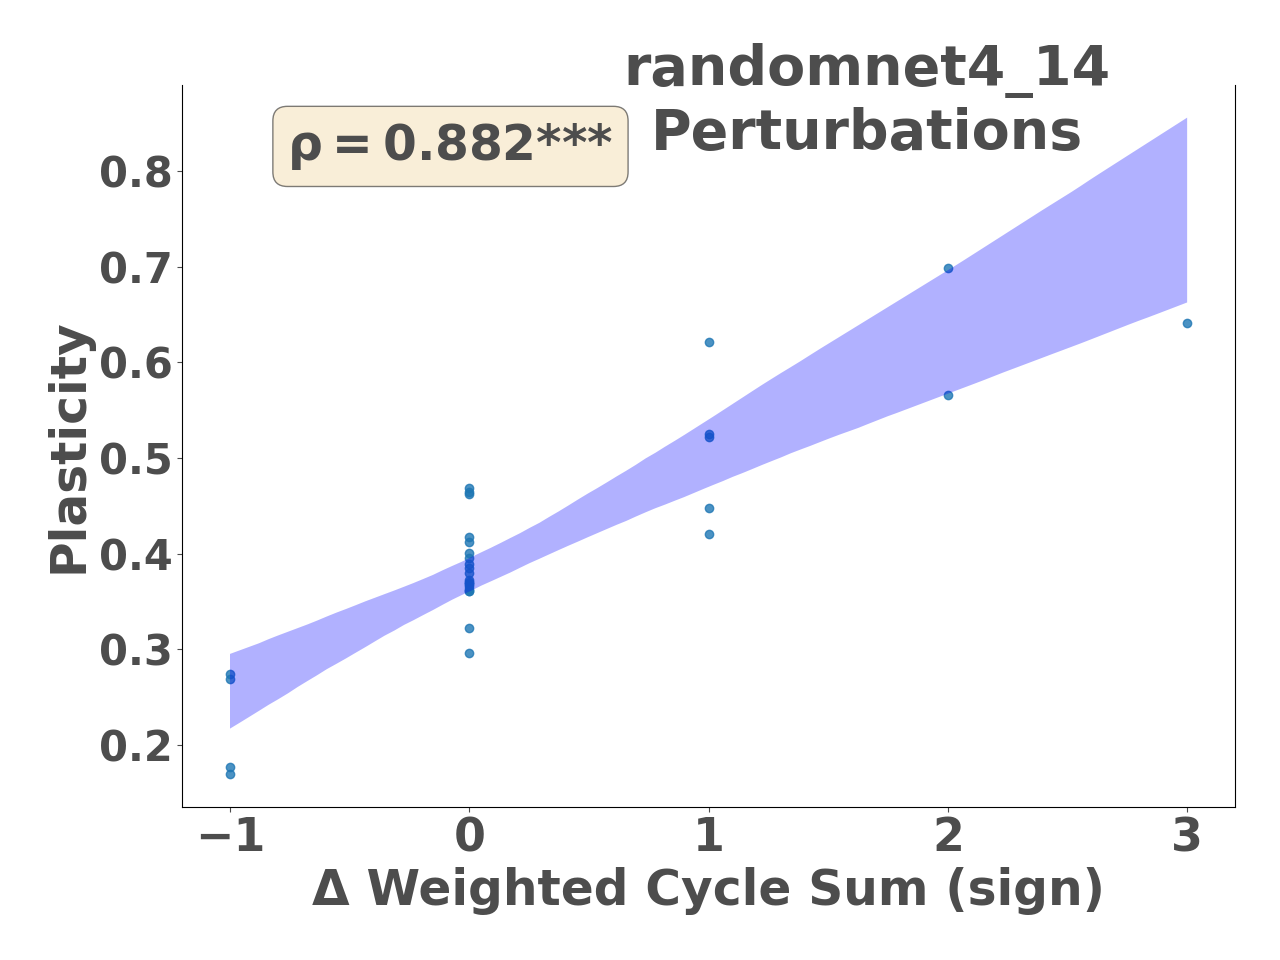 randomnet4_14
Perturbations
ρ = 0.882***
Plasticity
0.8
0.7
0.6
0.5
0.4
0.3
0.2
−1 0 1 2 3
Δ Weighted Cycle Sum (sign)